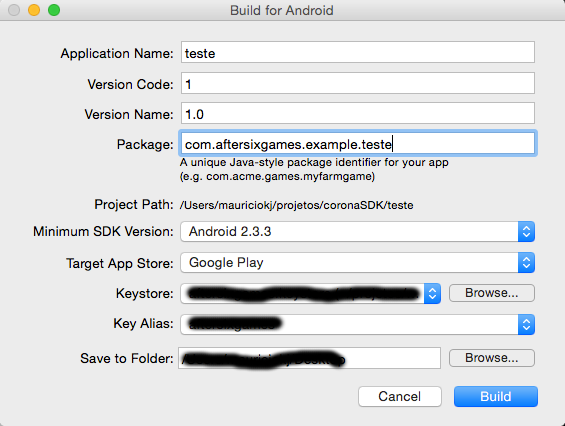 Build for Android
Application Name: teste
Version Code: 1
Version Name: 1.0
Package: com.aftersixgames.example.teste
A unique Java-style package identifier for your app
(e.g. com.acme.games.myfarmgame)
Project Path: /Users/mauriciokj/projetos/coronaSDK/teste
Minimum SDK Version: Android 2.3.3
Target App Store: Google Play
Keystore: Browse...
Key Alias:
Save to Folder: Browse...
Cancel Build